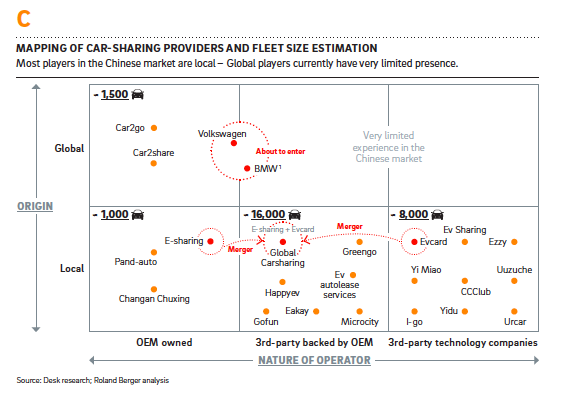 C
MAPPING OF CAR-SHARING PROVIDERS AND FLEET SIZE ESTIMATION
Most players in the Chinese market are local – Global players currently have very limited presence.
~ 1,500
Car2go
Car2share
Volkswagen
About to enter
BMW¹
Very limited
experience in the
Chinese market
Global
ORIGIN
Local
~ 1,000
E-sharing
Merger
Pand-auto
Changan Chuxing
~ 16,000
E-sharing + Evcard
Global
Carsharing
Merger
Greengo
Happyev
Ev
autolease
services
Gofun
Eakay
Microcity
~ 8,000
Evcard
Ev Sharing
Ezzy
Yi Miao
CCClub
Uuzuche
I-go
Yidu
Urcar
OEM owned
3rd-party backed by OEM
3rd-party technology companies
NATURE OF OPERATOR
Source: Desk research; Roland Berger analysis